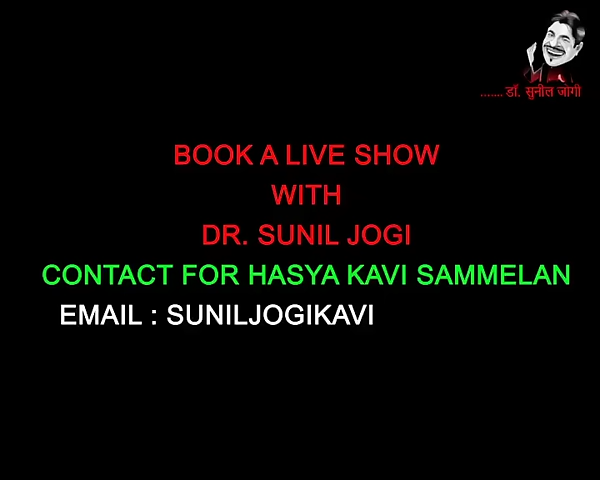 ....... डॉ. सुनील जोगी
BOOK A LIVE SHOW
WITH
DR. SUNIL JOGI
CONTACT FOR HASYA KAVI SAMMELAN
EMAIL : SUNILJOGIKAVI